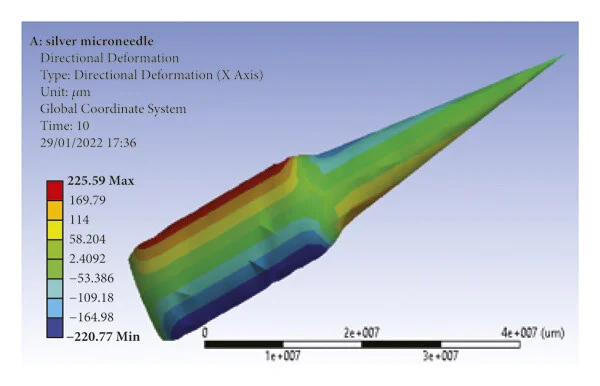 A: silver microneedle
Directional Deformation
Type: Directional Deformation (X Axis)
Unit: μm
Global Coordinate System
Time: 10
29/01/2022 17:36
225.59 Max
169.79
114
58.204
2.4092
−53.386
−109.18
−164.98
−220.77 Min
0 2e+007 4e+007 (um)
1e+007 3e+007